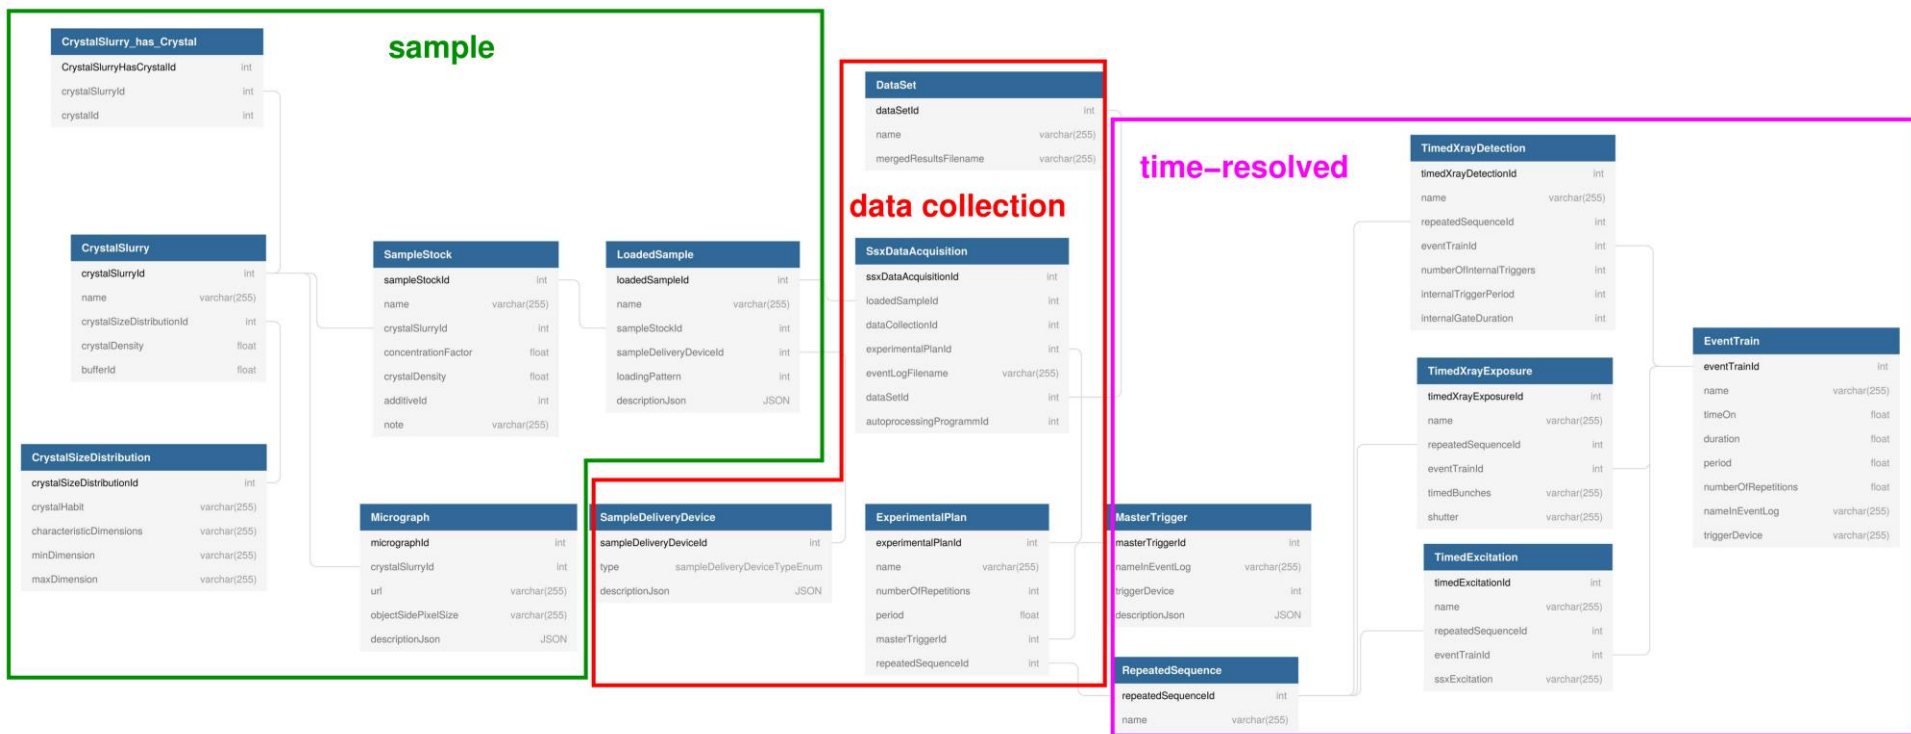 sample
CrystalSlurry_has_Crystal
CrystalSlurryHasCrystalId int
crystalSlurryId int
crystalId int
CrystalSlurry
crystalSlurryId int
name varchar(255)
crystalSizeDistributionId int
crystalDensity float
bufferId float
CrystalSizeDistribution
crystalSizeDistributionId int
crystalHabit varchar(255)
characteristicDimensions varchar(255)
minDimension varchar(255)
maxDimension varchar(255)
SampleStock
sampleStockId int
name varchar(255)
crystalSlurryId int
concentrationFactor float
crystalDensity float
additiveId int
note varchar(255)
LoadedSample
loadedSampleId int
name varchar(255)
sampleStockId int
sampleDeliveryDeviceId int
loadingPattern int
descriptionJson JSON
Micrograph
micrographId int
crystalSlurryId int
url varchar(255)
objectSidePixelSize varchar(255)
descriptionJson JSON
data collection
DataSet
dataSetId int
name varchar(255)
mergedResultsFilename varchar(255)
SsxDataAcquisition
ssxDataAcquisitionId int
loadedSampleId int
dataCollectionId int
experimentalPlanId int
eventLogFilename varchar(255)
dataSetId int
autoprocessingProgrammId int
SampleDeliveryDevice
sampleDeliveryDeviceId int
type sampleDeliveryDeviceTypeEnum
descriptionJson JSON
ExperimentalPlan
experimentalPlanId int
name varchar(255)
numberOfRepetitions int
period float
masterTriggerId int
repeatedSequenceId int
time-resolved
MasterTrigger
masterTriggerId int
nameInEventLog varchar(255)
triggerDevice int
descriptionJson JSON
RepeatedSequence
repeatedSequenceId int
name varchar(255)
TimedXrayDetection
timedXrayDetectionId int
name varchar(255)
repeatedSequenceId int
eventTrainId int
numberOfInternalTriggers int
internalTriggerPeriod int
internalGateDuration int
TimedXrayExposure
timedXrayExposureId int
name varchar(255)
repeatedSequenceId int
eventTrainId int
timedBunches varchar(255)
shutter varchar(255)
TimedExcitation
timedExcitationId int
name varchar(255)
repeatedSequenceId int
eventTrainId int
ssxExcitation varchar(255)
EventTrain
eventTrainId int
name varchar(255)
timeOn float
duration float
period float
numberOfRepetitions float
nameInEventLog varchar(255)
triggerDevice varchar(255)